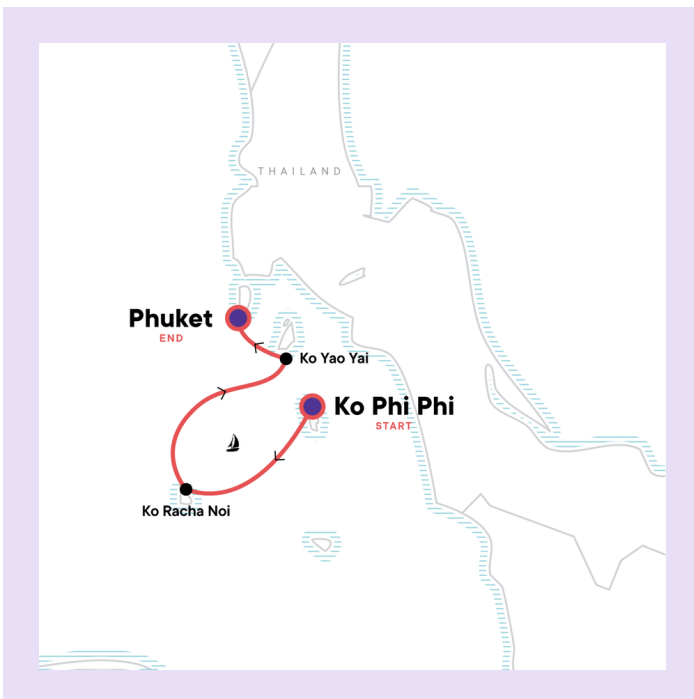 THAILAND
Phuket
END
Ko Yao Yai
Ko Phi Phi
START
Ko Racha Noi